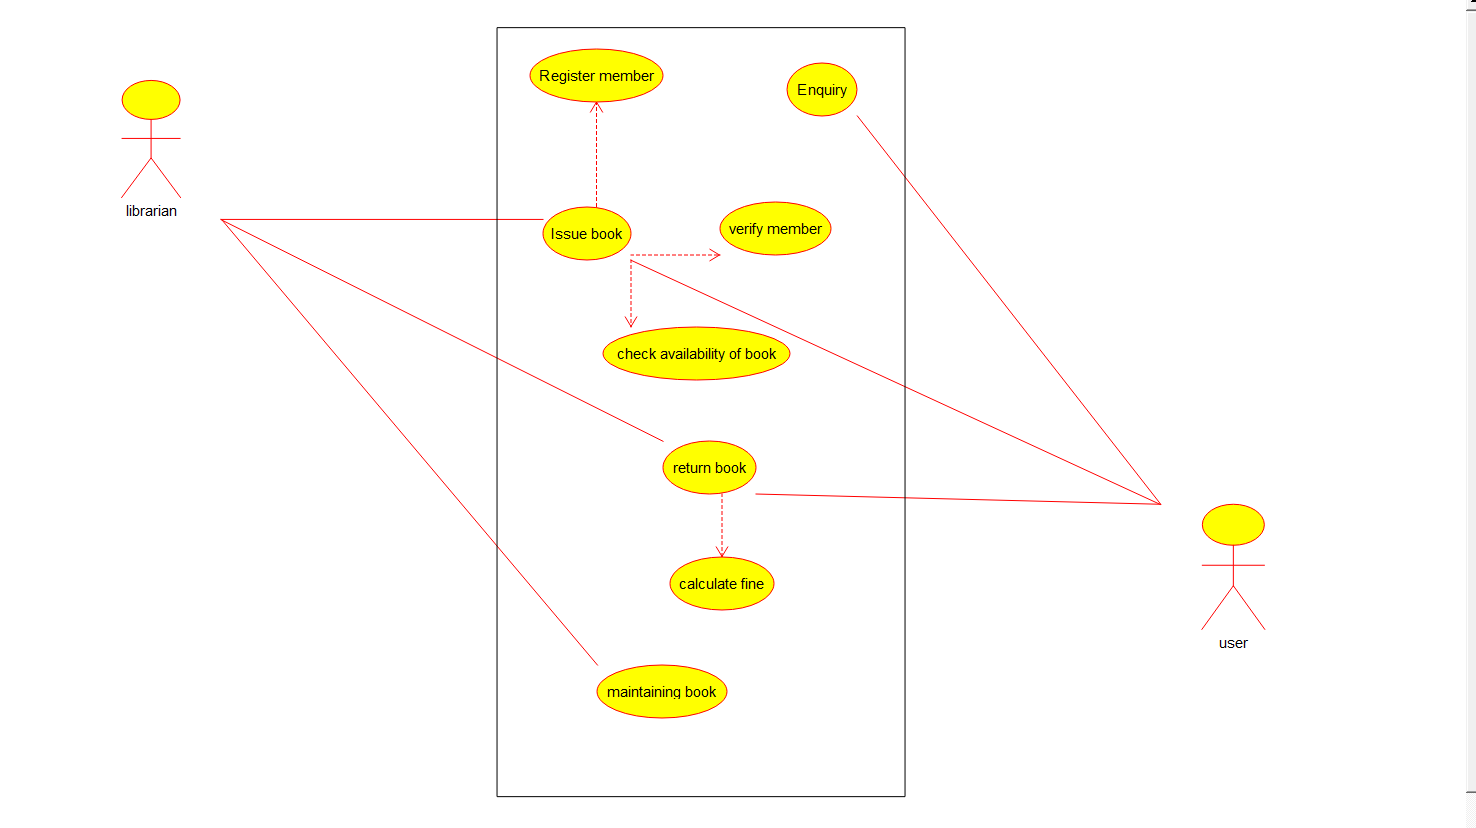 Register member
Enquiry
librarian
Issue book
verify member
check availability of book
return book
calculate fine
user
maintaining book